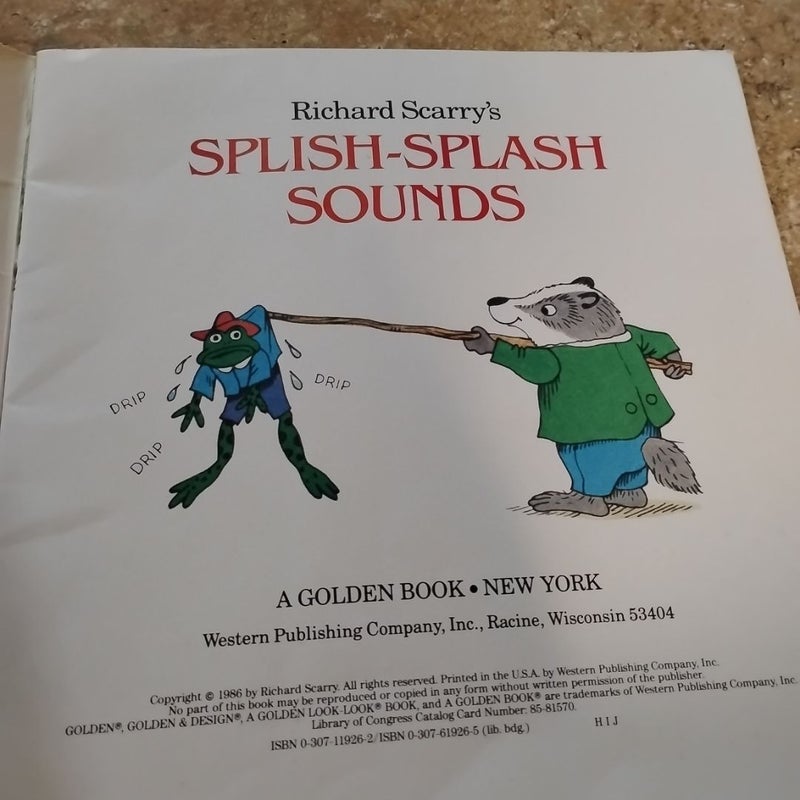 Richard Scarry's
SPLISH-SPLASH
SOUNDS
DRIP
DRIP
DRIP
A GOLDEN BOOK • NEW YORK
Western Publishing Company, Inc., Racine, Wisconsin 53404
Copyright © 1986 by Richard Scarry. All rights reserved. Printed in the U.S.A. by Western Publishing Company, Inc.
No part of this book may be reproduced or copied in any form without written permission of the publisher.
GOLDEN®, GOLDEN & DESIGN®, A GOLDEN LOOK-LOOK® BOOK, and A GOLDEN BOOK® are trademarks of Western Publishing Company, Inc.
Library of Congress Catalog Card Number: 85-81570.
ISBN 0-307-11926-2/ISBN 0-307-61926-5 (lib. bdg.)
H I J